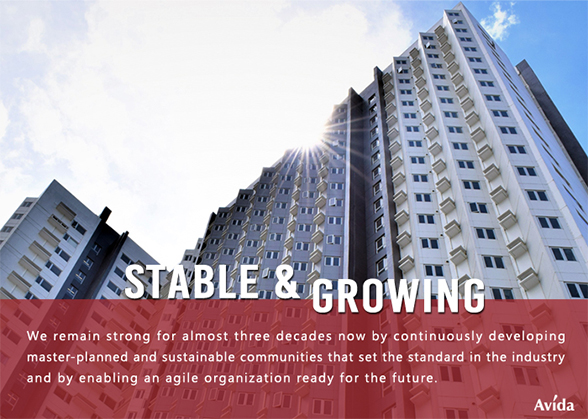 STABLE & GROWING
We remain strong for almost three decades now by continuously developing
master-planned and sustainable communities that set the standard in the industry
and by enabling an agile organization ready for the future.
Avida